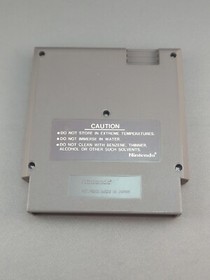 CAUTION
●DO NOT STORE IN EXTREME TEMPERATURES.
●DO NOT IMMERSE IN WATER.
●DO NOT CLEAN WITH BENZENE, THINNER,
ALCOHOL OR OTHER SUCH SOLVENTS.
Nintendo